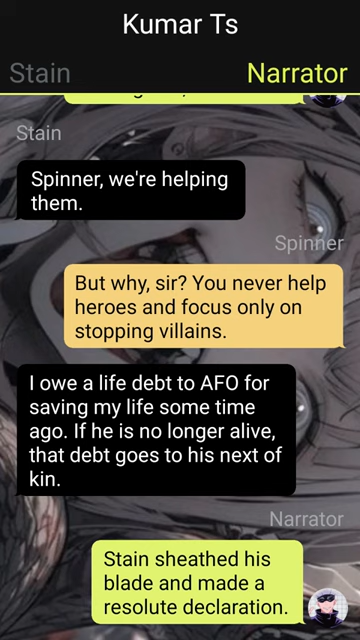 Kumar Ts
Stain
Narrator
Stain
Spinner, we're helping
them.
Spinner
But why, sir? You never help
heroes and focus only on
stopping villains.
I owe a life debt to AFO for
saving my life some time
ago. If he is no longer alive,
that debt goes to his next of
kin.
Narrator
Stain sheathed his
blade and made a
resolute declaration.